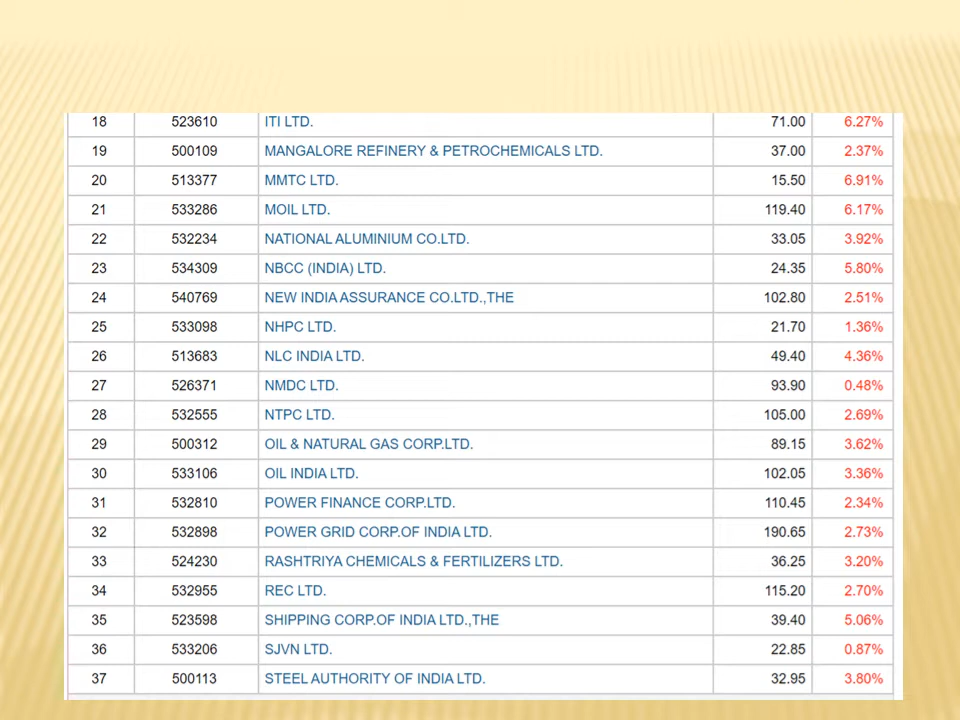 18 523610 ITI LTD. 71.00 6.27%
19 500109 MANGALORE REFINERY & PETROCHEMICALS LTD. 37.00 2.37%
20 513377 MMTC LTD. 15.50 6.91%
21 533286 MOIL LTD. 119.40 6.17%
22 532234 NATIONAL ALUMINIUM CO.LTD. 33.05 3.92%
23 534309 NBCC (INDIA) LTD. 24.35 5.80%
24 540769 NEW INDIA ASSURANCE CO.LTD.,THE 102.80 2.51%
25 533098 NHPC LTD. 21.70 1.36%
26 513683 NLC INDIA LTD. 49.40 4.36%
27 526371 NMDC LTD. 93.90 0.48%
28 532555 NTPC LTD. 105.00 2.69%
29 500312 OIL & NATURAL GAS CORP.LTD. 89.15 3.62%
30 533106 OIL INDIA LTD. 102.05 3.36%
31 532810 POWER FINANCE CORP.LTD. 110.45 2.34%
32 532898 POWER GRID CORP.OF INDIA LTD. 190.65 2.73%
33 524230 RASHTRIYA CHEMICALS & FERTILIZERS LTD. 36.25 3.20%
34 532955 REC LTD. 115.20 2.70%
35 523598 SHIPPING CORP.OF INDIA LTD.,THE 39.40 5.06%
36 533206 SJVN LTD. 22.85 0.87%
37 500113 STEEL AUTHORITY OF INDIA LTD. 32.95 3.80%